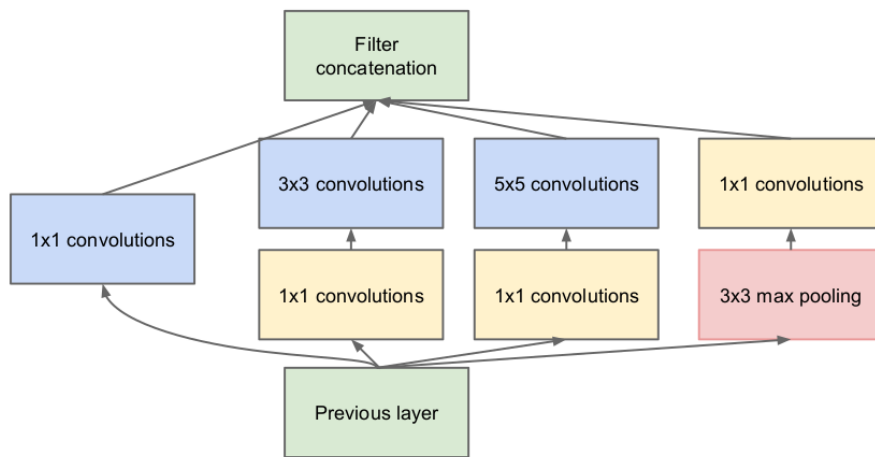 Filter
concatenation
3x3 convolutions
5x5 convolutions
1x1 convolutions
1x1 convolutions
1x1 convolutions
1x1 convolutions
3x3 max pooling
Previous layer